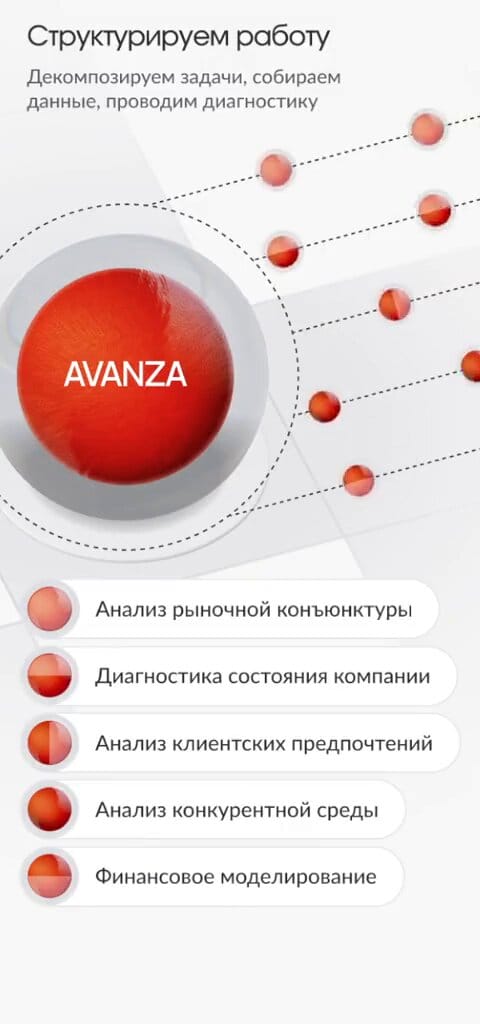 Структурируем работу
Декомпозируем задачи, собираем
данные, проводим диагностику
AVANZA
Анализ рыночной конъюнктуры
Диагностика состояния компании
Анализ клиентских предпочтений
Анализ конкурентной среды
Финансовое моделирование